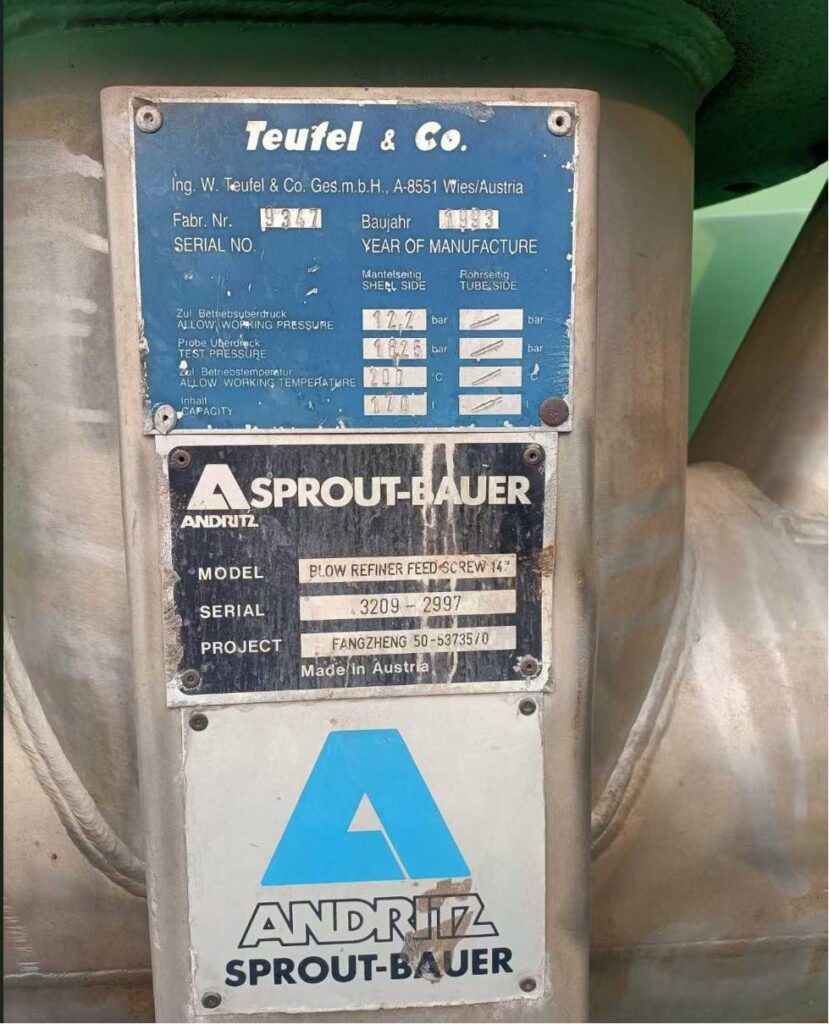 Teufel & Co.
Ing. W. Teufel & Co. Ges.m.b.H., A-8551 Wies/Austria
Fabr. Nr. 9347 Baujahr 1993
SERIAL NO. YEAR OF MANUFACTURE
Mantelseitig Rohrseitig
SHELL SIDE TUBE SIDE
Zul. Betriebsüberdruck
ALLOW WORKING PRESSURE 12,2 bar — bar
Probe Überdruck
TEST PRESSURE 1625 bar — bar
Zul. Betriebstemperatur
ALLOW WORKING TEMPERATURE 200 °C — °C
Inhalt
CAPACITY 170 l —
SPROUT-BAUER
ANDRITZ
MODEL BLOW REFINER FEED SCREW 14"
SERIAL 3209-2997
PROJECT FANGZHENG 50-5373570
Made in Austria
ANDRITZ
SPROUT-BAUER